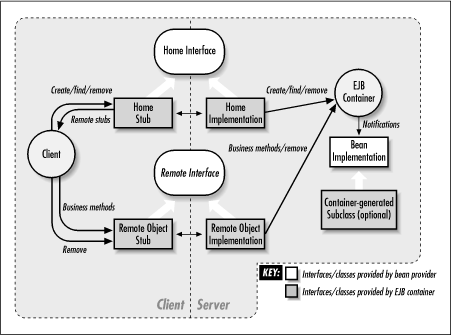 Home Interface
Create/find/remove
Create/find/remove
EJB
Container
Home
Stub
Home
Implementation
Remote stubs
Notifications
Client
Business methods/remove
Bean
Implementation
Remote Interface
Business methods
Container-generated
Subclass (optional)
Remote Object
Stub
Remote Object
Implementation
Remove
KEY:
Interfaces/classes provided by bean provider
Interfaces/classes provided by EJB container
Client
Server